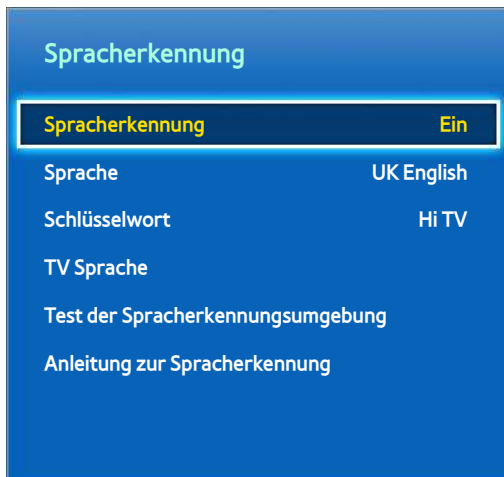 Spracherkennung
Spracherkennung Ein
Sprache UK English
Schlüsselwort Hi TV
TV Sprache
Test der Spracherkennungsumgebung
Anleitung zur Spracherkennung